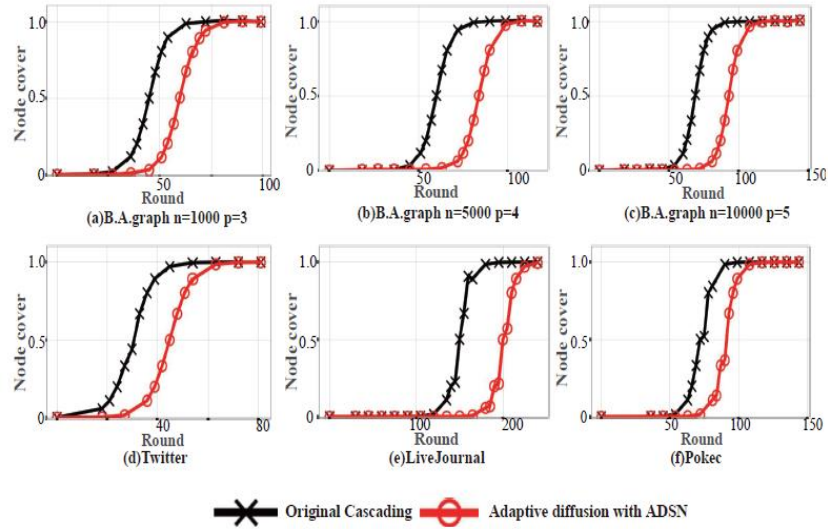 1.0 1.0 1.0
Node cover Node cover Node cover
0.5 0.5 0.5
0 0 0
50 100 50 100 50 100 150
Round Round Round
(a)B.A.graph n=1000 p=3 (b)B.A.graph n=5000 p=4 (c)B.A.graph n=10000 p=5
1.0 1.0 1.0
Node cover Node cover Node cover
0.5 0.5 0.5
0 0 0
40 80 100 200 50 100 150
Round Round Round
(d)Twitter (e)LiveJournal (f)Pokec
Original Cascading Adaptive diffusion with ADSN